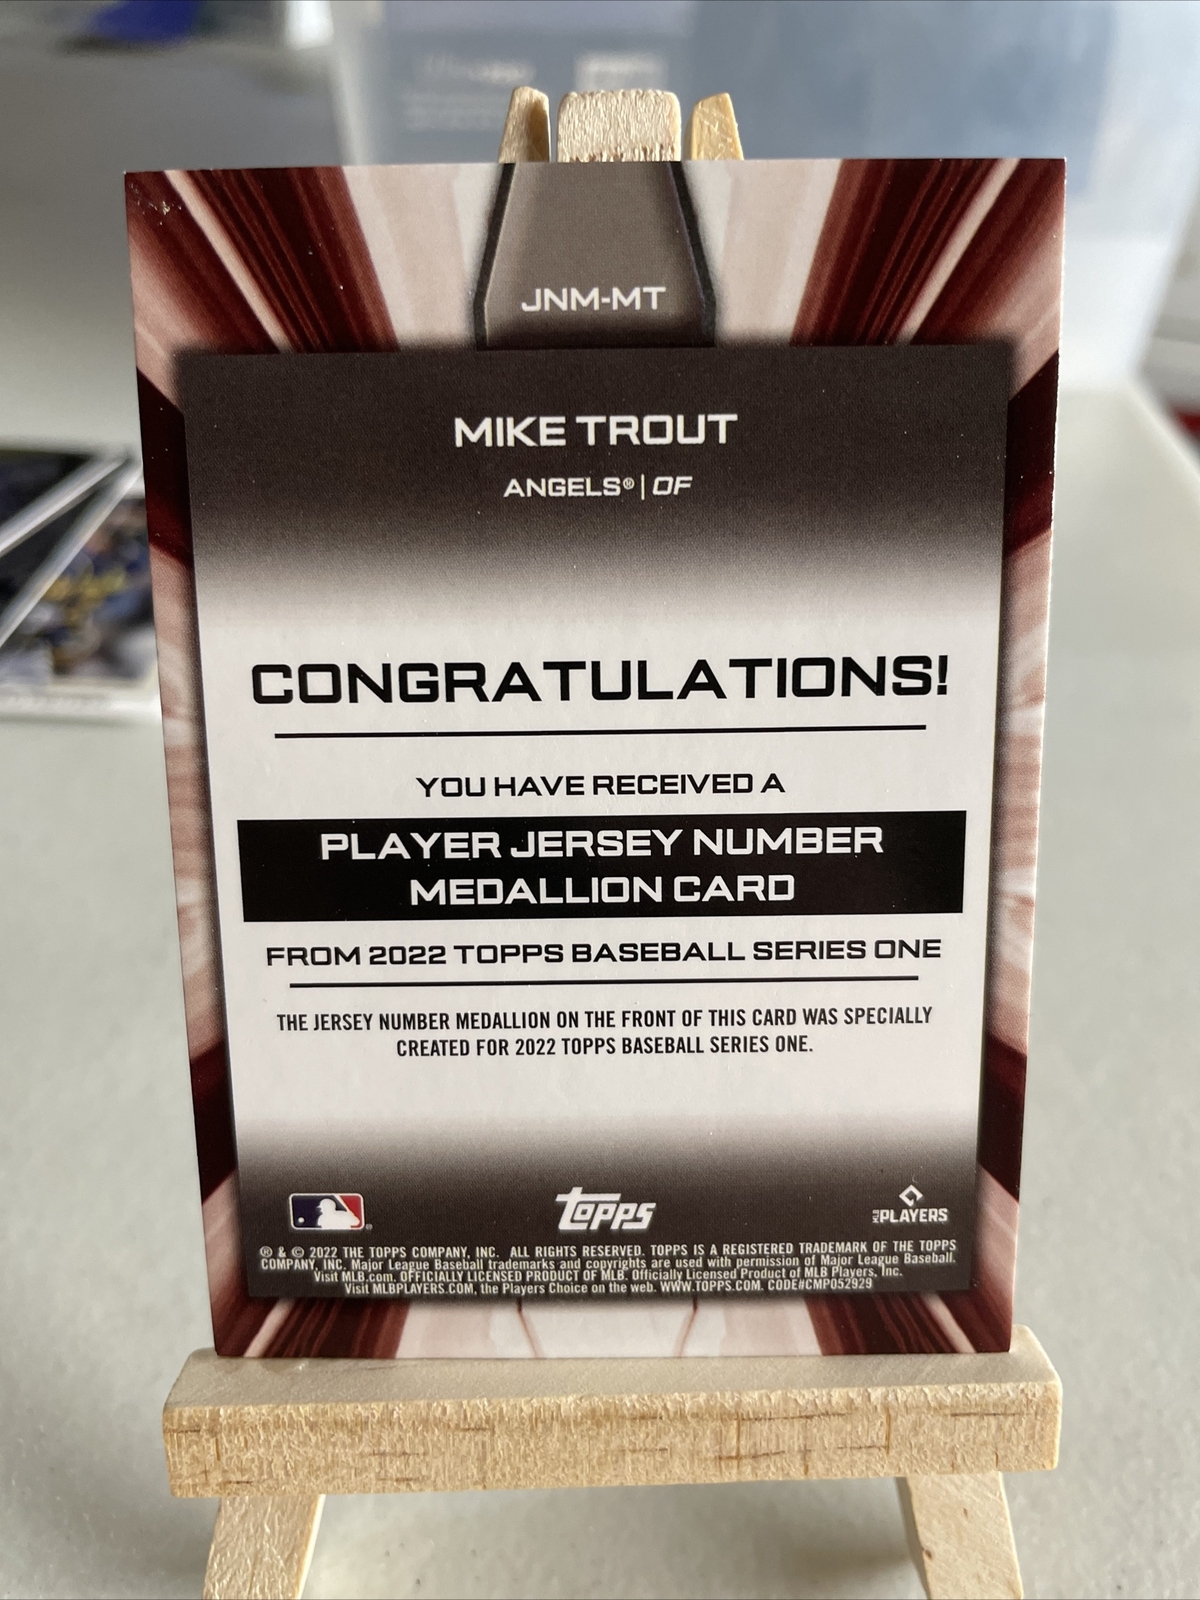 JNM-MT
MIKE TROUT
ANGELS® | OF
CONGRATULATIONS!
YOU HAVE RECEIVED A
PLAYER JERSEY NUMBER
MEDALLION CARD
FROM 2022 TOPPS BASEBALL SERIES ONE
THE JERSEY NUMBER MEDALLION ON THE FRONT OF THIS CARD WAS SPECIALLY
CREATED FOR 2022 TOPPS BASEBALL SERIES ONE.
topps
MLB PLAYERS
® & © 2022 THE TOPPS COMPANY, INC. ALL RIGHTS RESERVED. TOPPS IS A REGISTERED TRADEMARK OF THE TOPPS
COMPANY, INC. Major League Baseball trademarks and copyrights are used with permission of Major League Baseball.
Visit MLB.com. OFFICIALLY LICENSED PRODUCT OF MLB. Officially Licensed Product of MLB Players, Inc.
Visit MLBPLAYERS.COM, the Players Choice on the web. WWW.TOPPS.COM. CODE#CMP052929